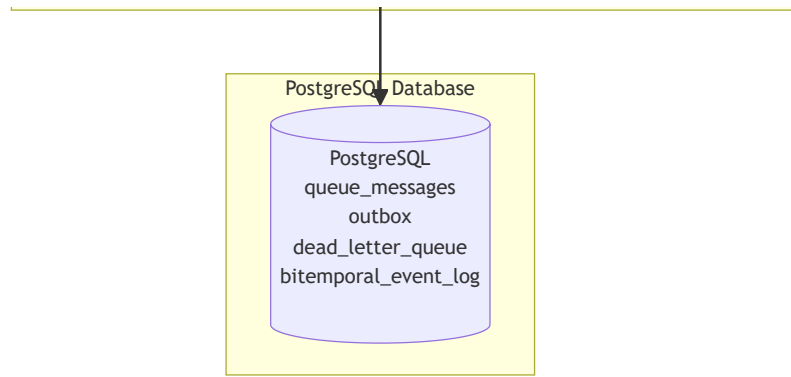 PostgreSQL Database
PostgreSQL
queue_messages
outbox
dead_letter_queue
bitemporal_event_log